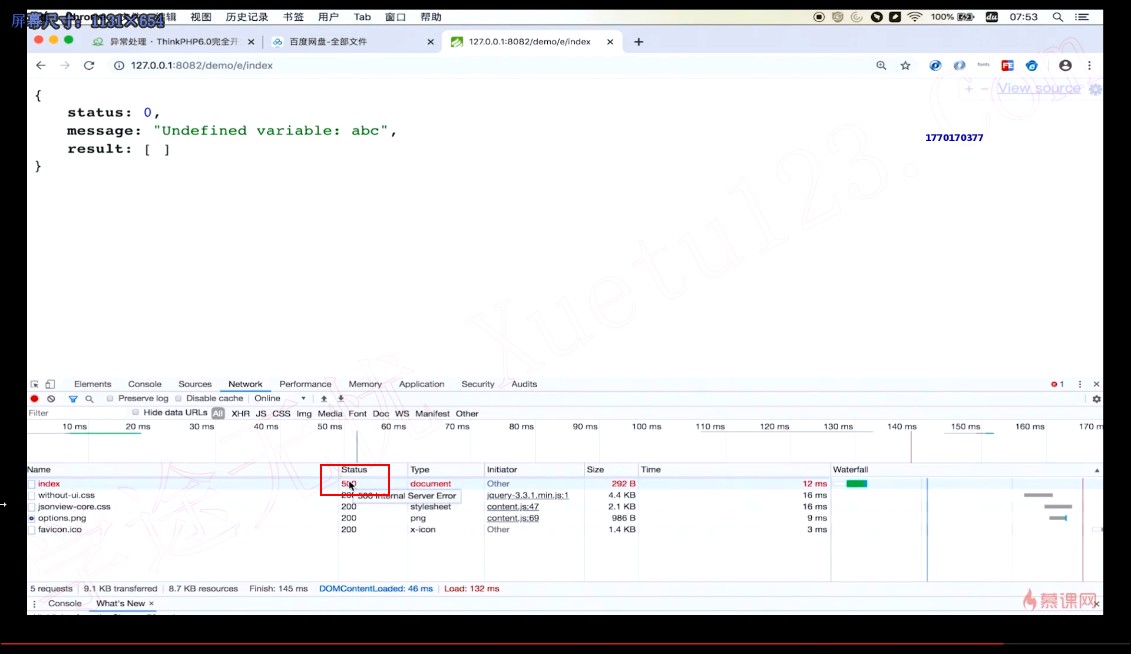 屏幕尺寸：1131×654
视图 历史记录 书签 用户 Tab 窗口 帮助
100% 07:53
异常处理 · ThinkPHP6.0完全开 × 百度网盘-全部文件 × 127.0.0.1:8082/demo/e/index × +
127.0.0.1:8082/demo/e/index
+ - View source
{
status: 0,
message: "Undefined variable: abc",
result: [ ]
}
1770170377
Xuetu123.Com
Elements Console Sources Network Performance Memory Application Security Audits 1
Preserve log Disable cache Online
Filter Hide data URLs All XHR JS CSS Img Media Font Doc WS Manifest Other
10 ms 20 ms 30 ms 40 ms 50 ms 60 ms 70 ms 80 ms 90 ms 100 ms 110 ms 120 ms 130 ms 140 ms 150 ms 160 ms 170 m
Name Status Type Initiator Size Time Waterfall
index 500 document Other 292 B 12 ms
500 Internal Server Error
without-ui.css 200 jquery-3.3.1.min.js:1 4.4 KB 16 ms
jsonview-core.css 200 stylesheet content.js:47 2.1 KB 16 ms
options.png 200 png content.js:69 986 B 9 ms
favicon.ico 200 x-icon Other 1.4 KB 3 ms
5 requests 9.1 KB transferred 8.7 KB resources Finish: 145 ms DOMContentLoaded: 46 ms Load: 132 ms
Console What's New ×
慕课网